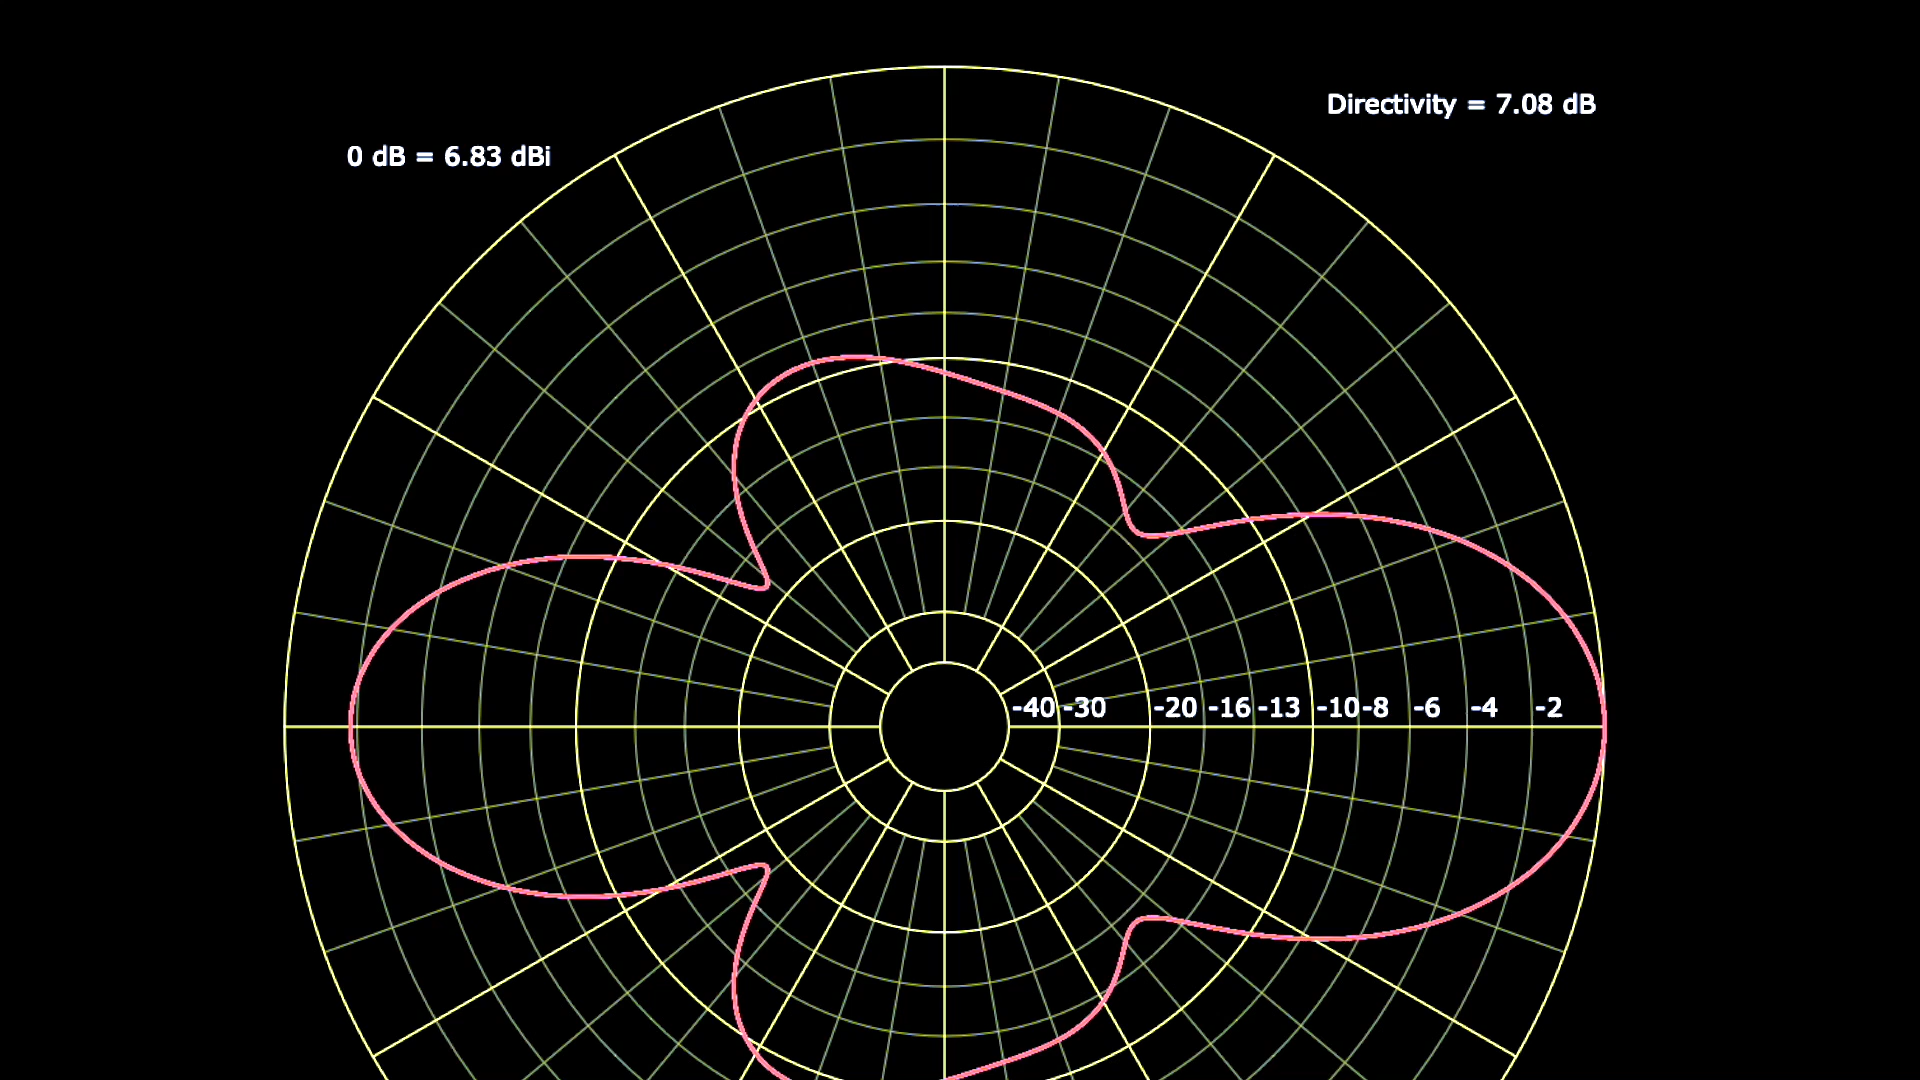 Directivity = 7.08 dB
0 dB = 6.83 dBi
-40 -30 -20 -16 -13 -10 -8 -6 -4 -2